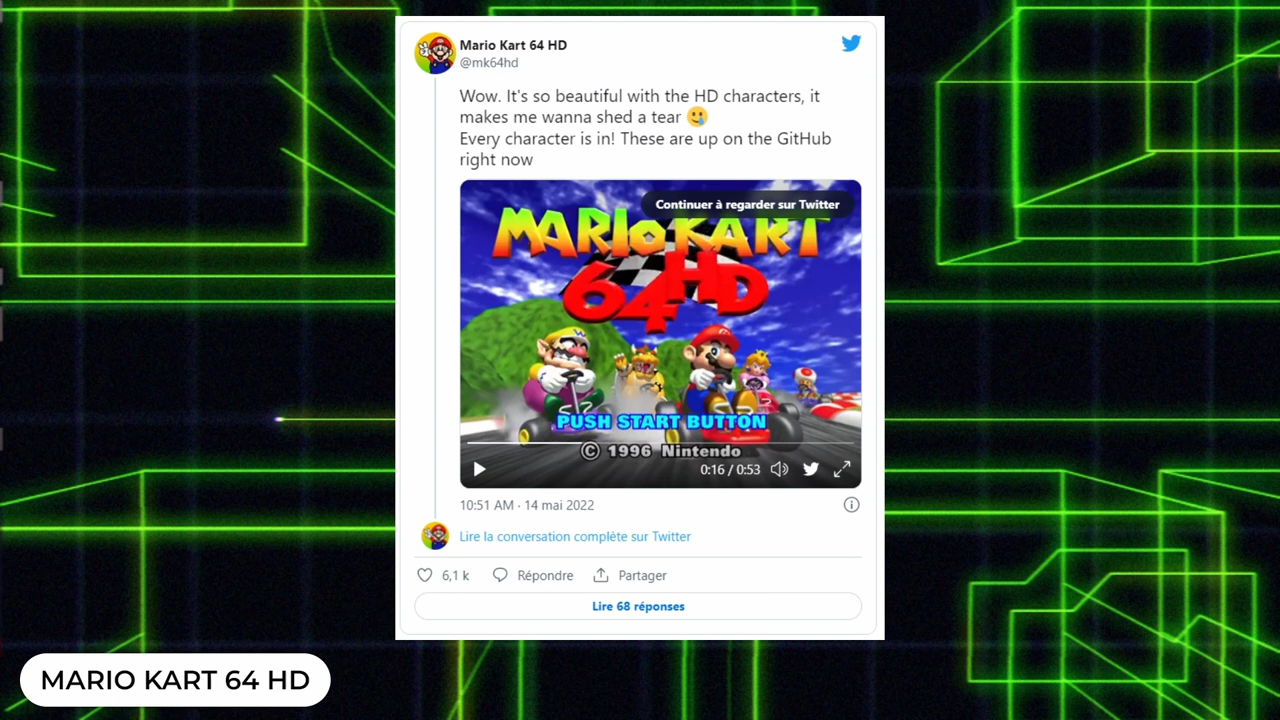 Mario Kart 64 HD
@mk64hd
Wow. It's so beautiful with the HD characters, it
makes me wanna shed a tear 🥲
Every character is in! These are up on the GitHub
right now
Continuer à regarder sur Twitter
MARIO KART
64 HD
PUSH START BUTTON
© 1996 Nintendo
0:16 / 0:53
10:51 AM · 14 mai 2022
Lire la conversation complète sur Twitter
6,1 k Répondre Partager
Lire 68 réponses
MARIO KART 64 HD